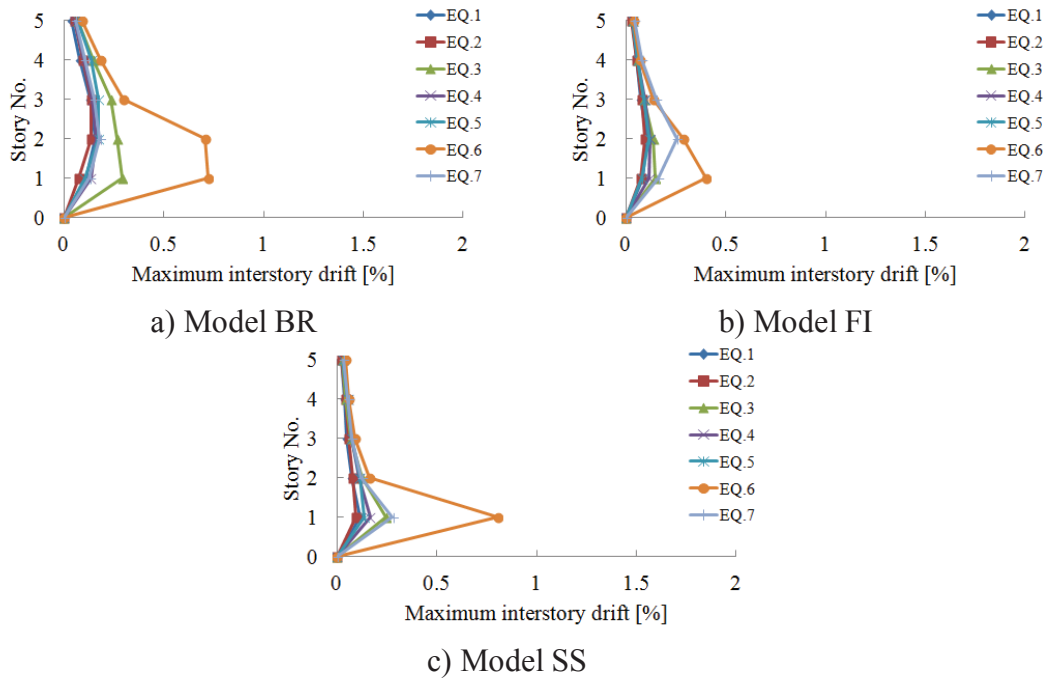 5
4
3
2
1
0
Story No.
0 0.5 1 1.5 2
Maximum interstory drift [%]
EQ.1
EQ.2
EQ.3
EQ.4
EQ.5
EQ.6
EQ.7
a) Model BR
5
4
3
2
1
0
Story No.
0 0.5 1 1.5 2
Maximum interstory drift [%]
EQ.1
EQ.2
EQ.3
EQ.4
EQ.5
EQ.6
EQ.7
b) Model FI
5
4
3
2
1
0
Story No.
0 0.5 1 1.5 2
Maximum interstory drift [%]
EQ.1
EQ.2
EQ.3
EQ.4
EQ.5
EQ.6
EQ.7
c) Model SS